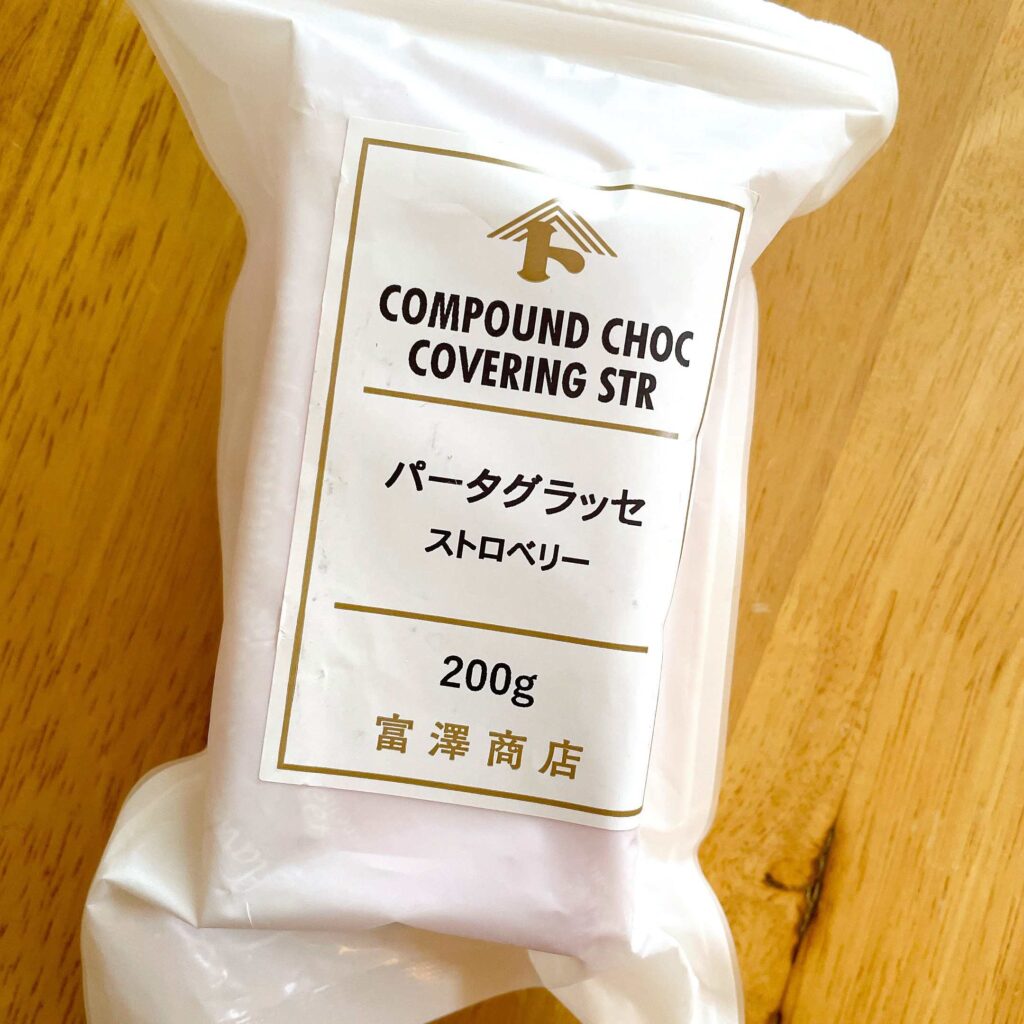 ト
COMPOUND CHOC
COVERING STR
パータグラッセ
ストロベリー
200g
富澤商店